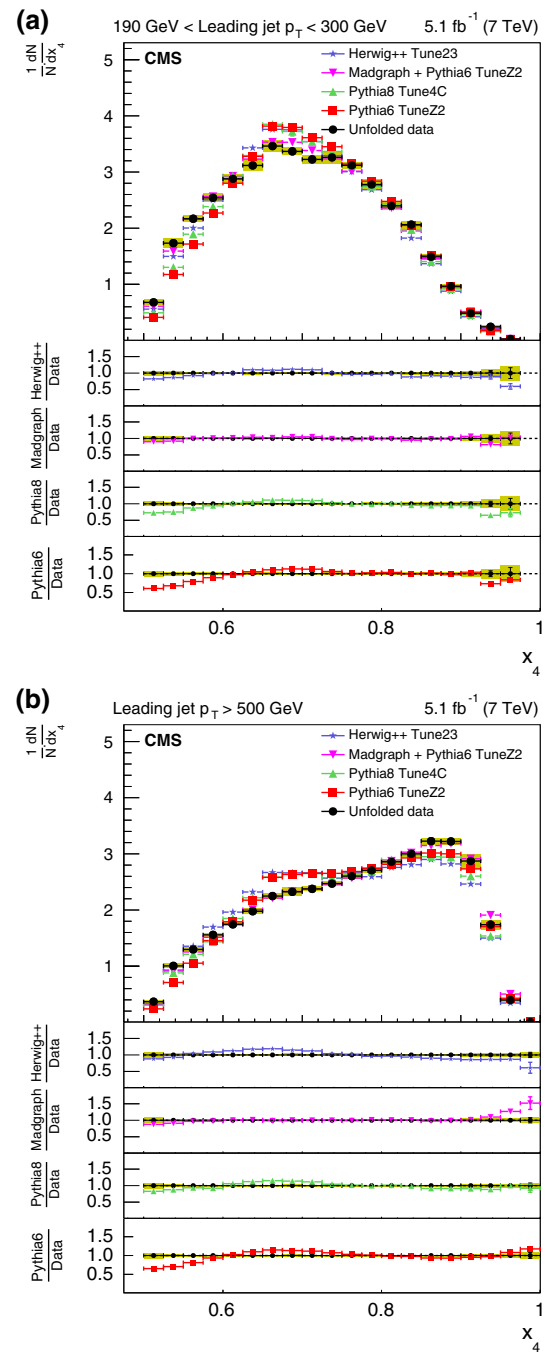 (a)
190 GeV < Leading jet p_T < 300 GeV
5.1 fb⁻¹ (7 TeV)
1 dN
N dx₄
CMS
Herwig++ Tune23
Madgraph + Pythia6 TuneZ2
Pythia8 Tune4C
Pythia6 TuneZ2
Unfolded data
5
4
3
2
1
Herwig++
Data
1.5
1.0
0.5
Madgraph
Data
1.5
1.0
0.5
Pythia8
Data
1.5
1.0
0.5
Pythia6
Data
1.5
1.0
0.5
0.6
0.8
1
x₄
(b)
Leading jet p_T > 500 GeV
5.1 fb⁻¹ (7 TeV)
1 dN
N dx₄
CMS
Herwig++ Tune23
Madgraph + Pythia6 TuneZ2
Pythia8 Tune4C
Pythia6 TuneZ2
Unfolded data
5
4
3
2
1
Herwig++
Data
1.5
1.0
0.5
Madgraph
Data
1.5
1.0
0.5
Pythia8
Data
1.5
1.0
0.5
Pythia6
Data
1.5
1.0
0.5
0.6
0.8
1
x₄